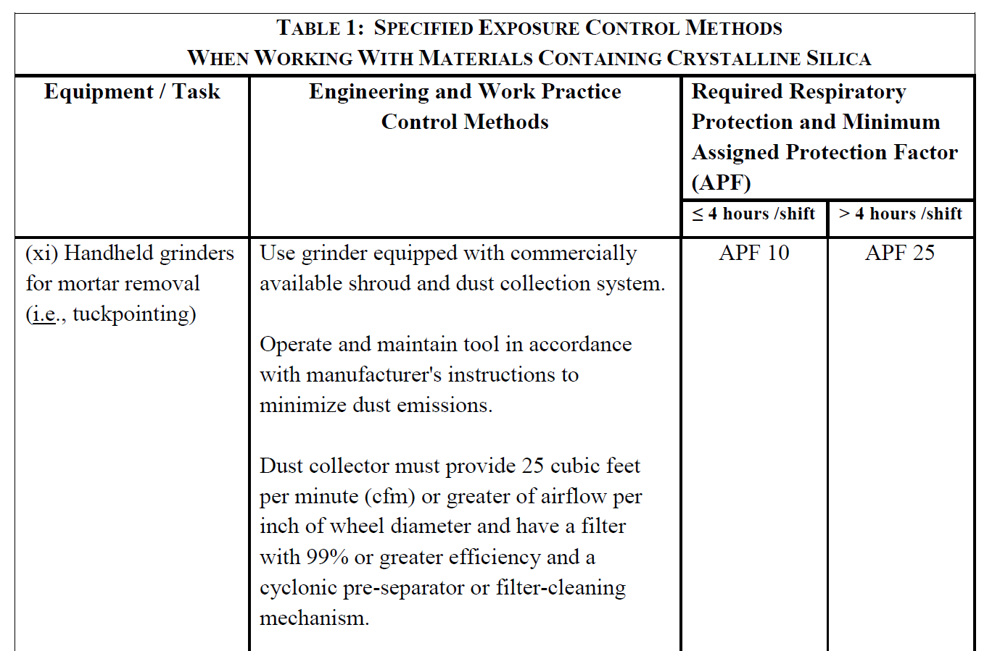 TABLE 1: SPECIFIED EXPOSURE CONTROL METHODS
WHEN WORKING WITH MATERIALS CONTAINING CRYSTALLINE SILICA
Equipment / Task
Engineering and Work Practice
Control Methods
Required Respiratory
Protection and Minimum
Assigned Protection Factor
(APF)
≤ 4 hours /shift
> 4 hours /shift
(xi) Handheld grinders
for mortar removal
(i.e., tuckpointing)
Use grinder equipped with commercially
available shroud and dust collection system.
Operate and maintain tool in accordance
with manufacturer's instructions to
minimize dust emissions.
Dust collector must provide 25 cubic feet
per minute (cfm) or greater of airflow per
inch of wheel diameter and have a filter
with 99% or greater efficiency and a
cyclonic pre-separator or filter-cleaning
mechanism.
APF 10
APF 25